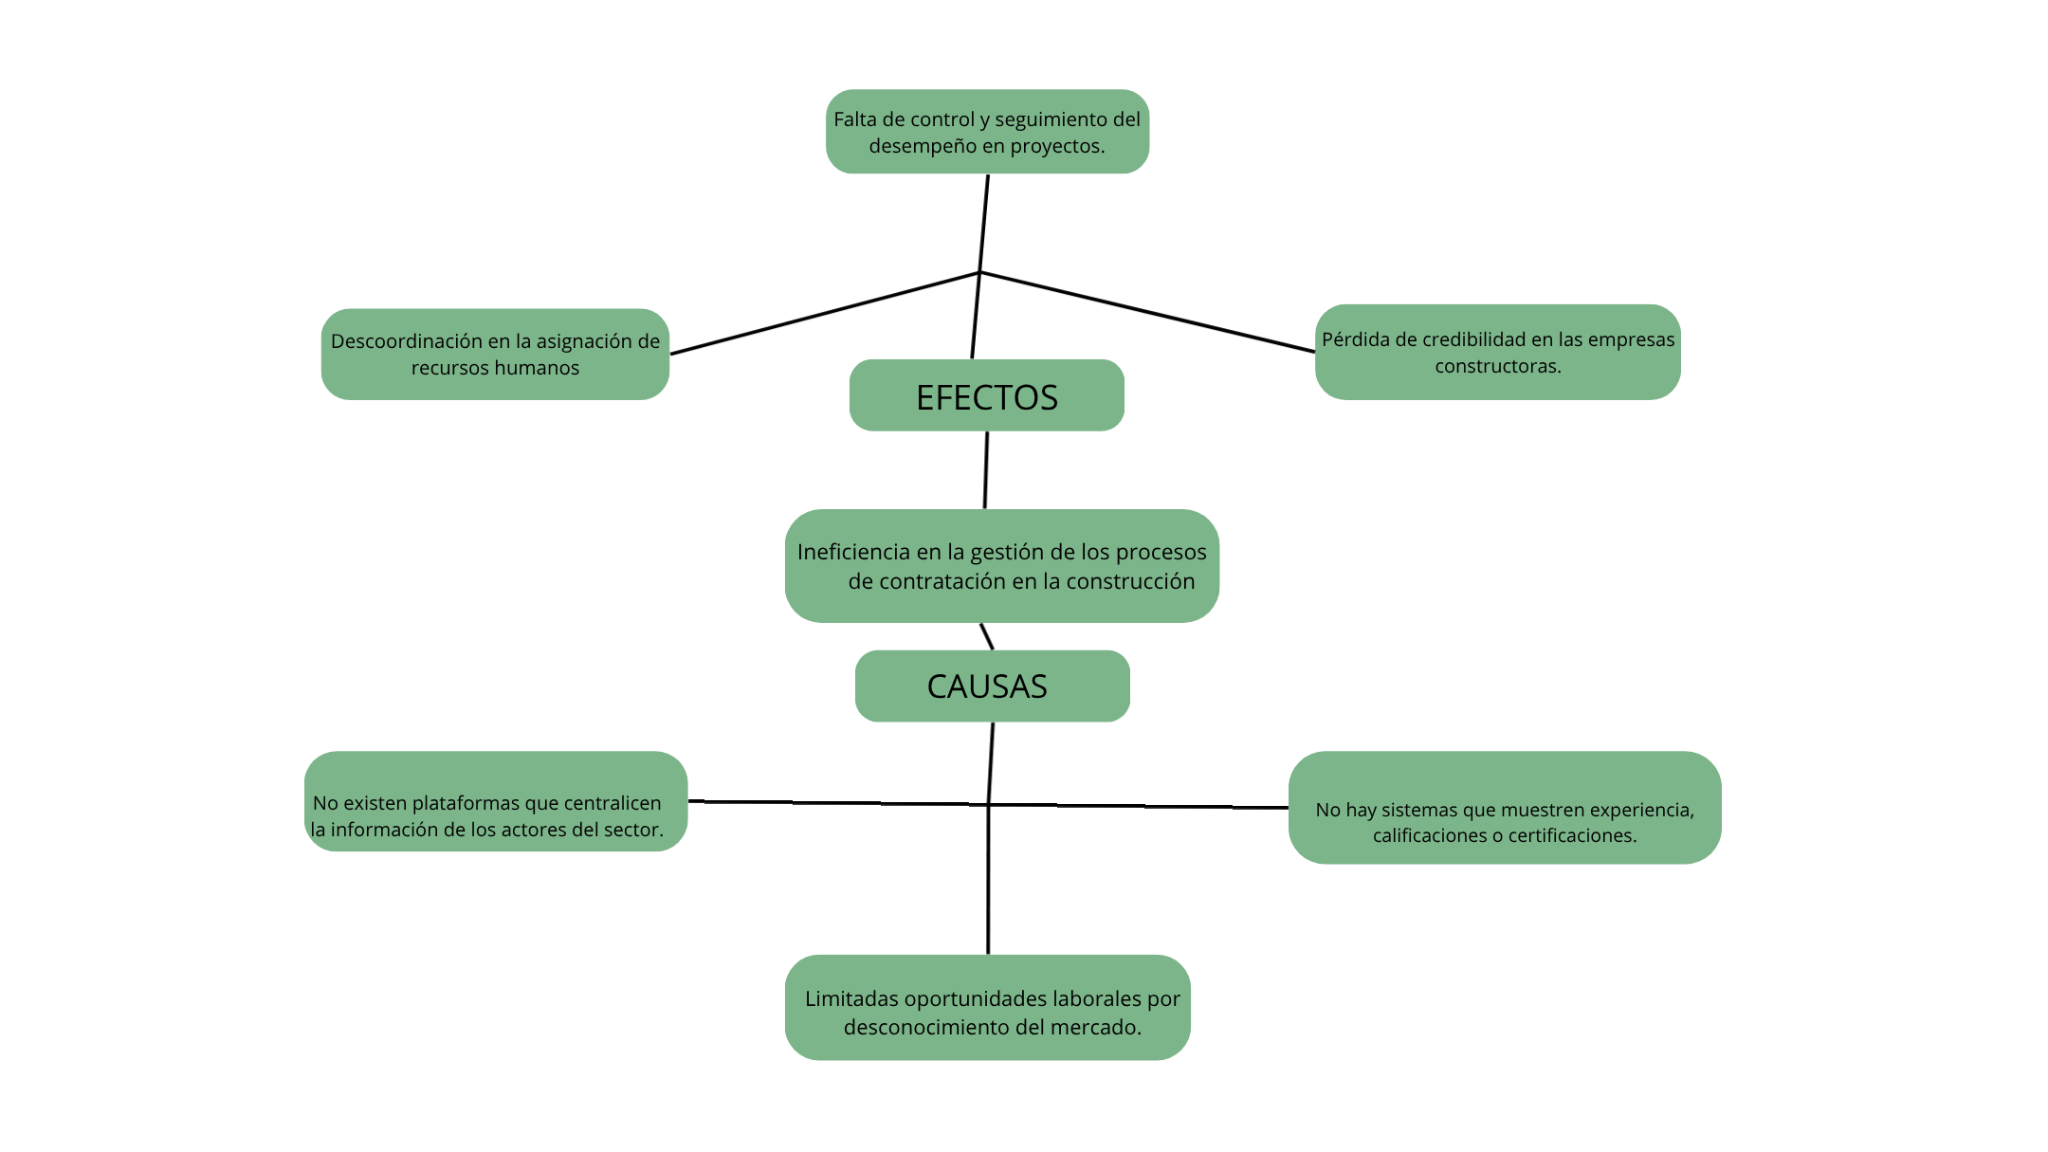 Falta de control y seguimiento del
desempeño en proyectos.
Descoordinación en la asignación de
recursos humanos
Pérdida de credibilidad en las empresas
constructoras.
EFECTOS
Ineficiencia en la gestión de los procesos
de contratación en la construcción
CAUSAS
No existen plataformas que centralicen
la información de los actores del sector.
No hay sistemas que muestren experiencia,
calificaciones o certificaciones.
Limitadas oportunidades laborales por
desconocimiento del mercado.